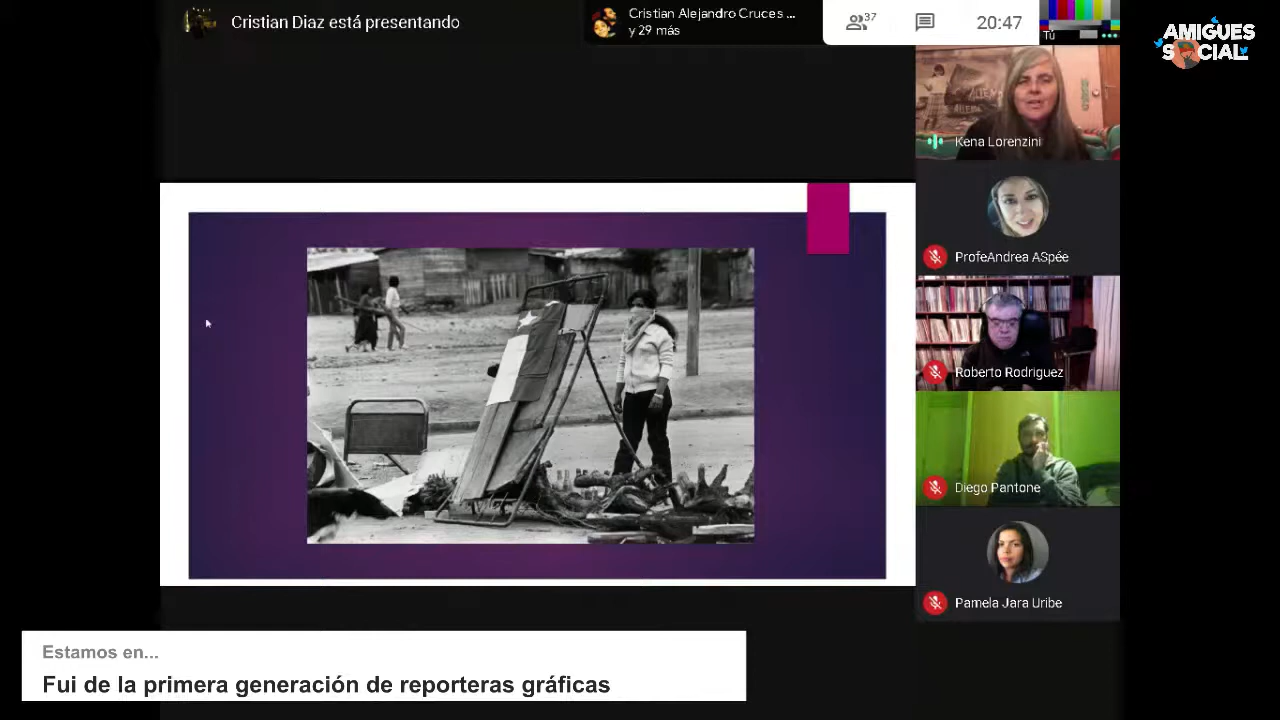 Cristian Diaz está presentando
Cristian Alejandro Cruces ...
y 29 más
37
20:47
Tú
AMIGUES
SOCIAL
Kena Lorenzini
ProfeAndrea ASpée
Roberto Rodriguez
Diego Pantone
Pamela Jara Uribe
Estamos en...
Fui de la primera generación de reporteras gráficas